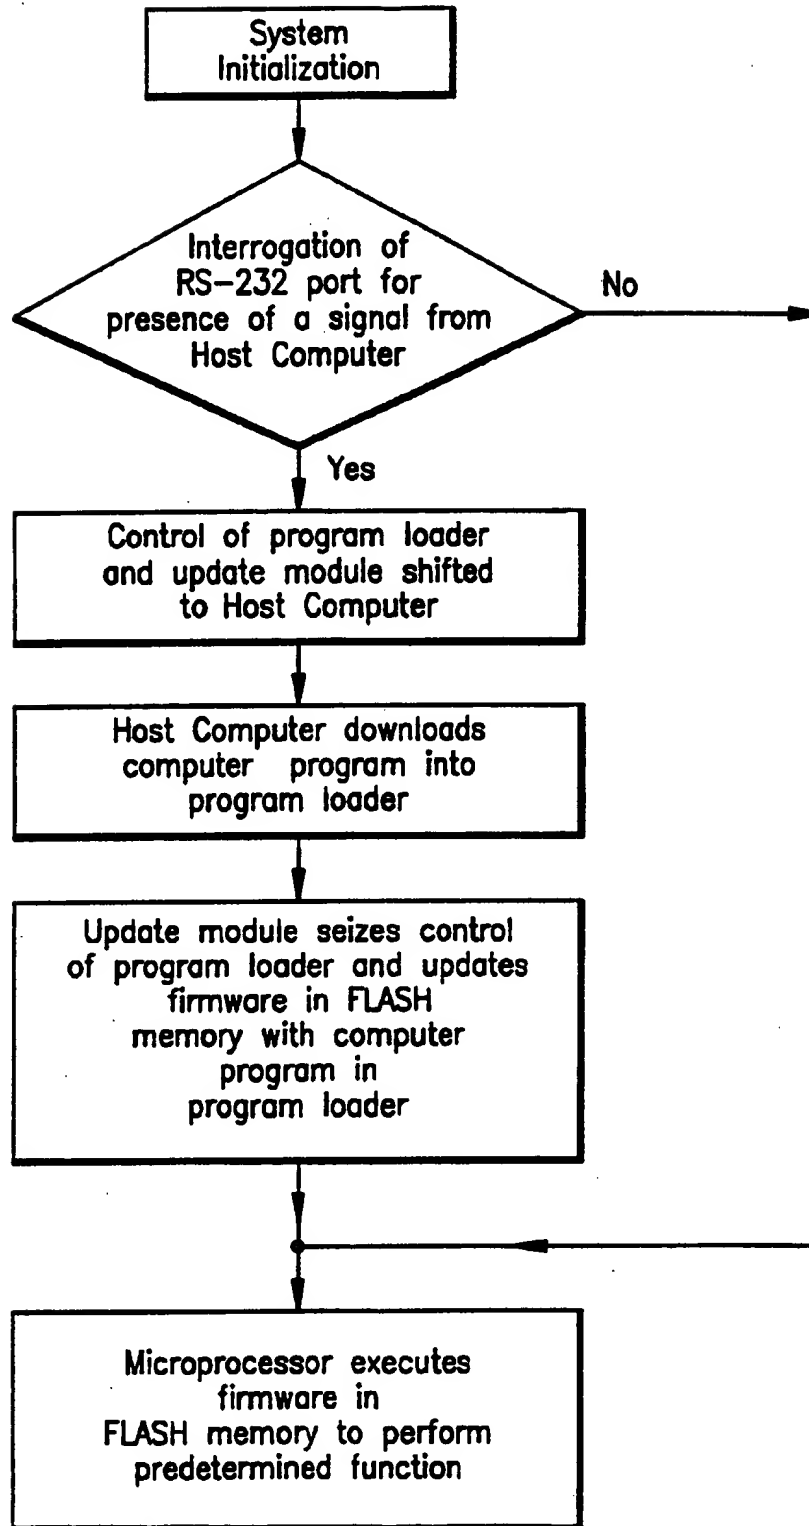 System
Initialization
Interrogation of
RS-232 port for
presence of a signal from
Host Computer
No
Yes
Control of program loader
and update module shifted
to Host Computer
Host Computer downloads
computer program into
program loader
Update module seizes control
of program loader and updates
firmware in FLASH
memory with computer
program in
program loader
Microprocessor executes
firmware in
FLASH memory to perform
predetermined function